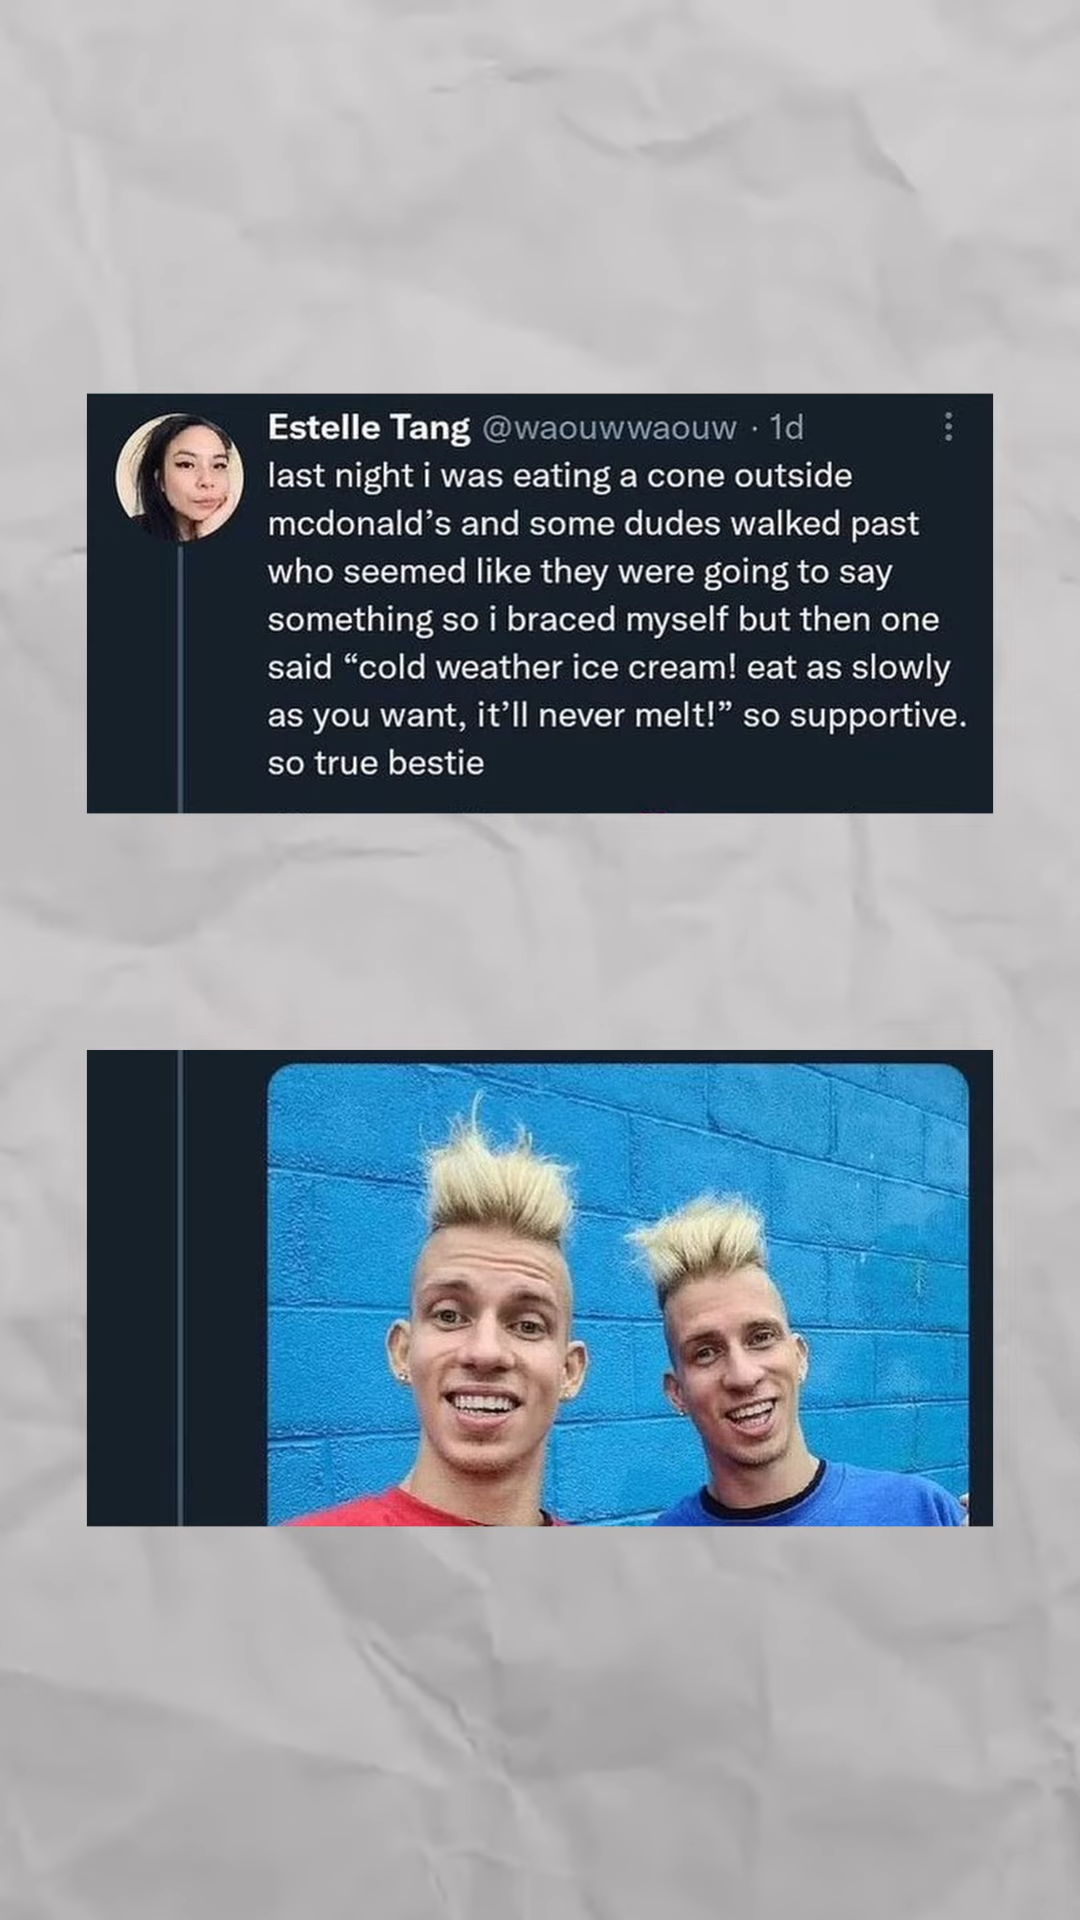 Estelle Tang @waouwwaouw · 1d
last night i was eating a cone outside
mcdonald’s and some dudes walked past
who seemed like they were going to say
something so i braced myself but then one
said “cold weather ice cream! eat as slowly
as you want, it’ll never melt!” so supportive.
so true bestie